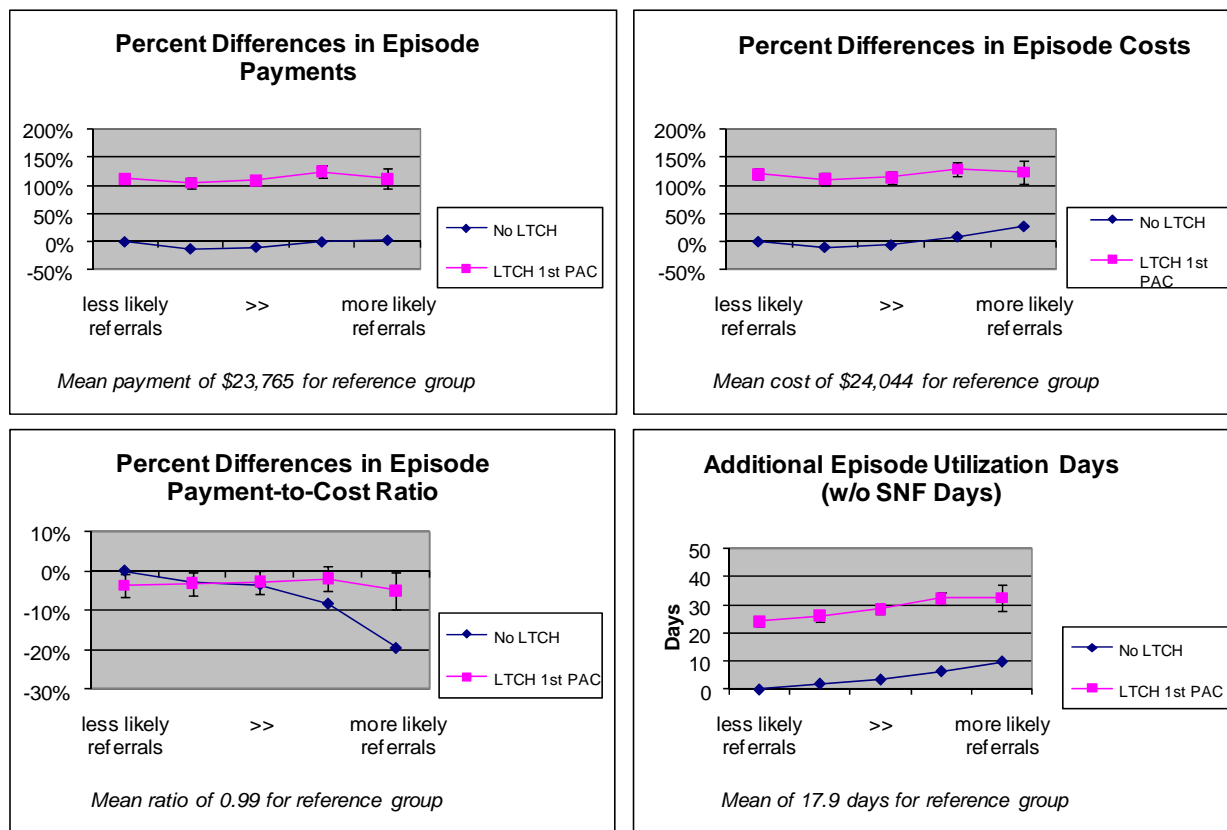 Percent Differences in Episode
Payments
200%
150%
100%
50%
0%
-50%
No LTCH
LTCH 1st PAC
less likely >> more likely
referrals referrals
Mean payment of $23,765 for reference group
Percent Differences in Episode Costs
200%
150%
100%
50%
0%
-50%
No LTCH
LTCH 1st
PAC
less likely >> more likely
referrals referrals
Mean cost of $24,044 for reference group
Percent Differences in Episode
Payment-to-Cost Ratio
10%
0%
-10%
-20%
-30%
No LTCH
LTCH 1st PAC
less likely >> more likely
referrals referrals
Mean ratio of 0.99 for reference group
Additional Episode Utilization Days
(w/o SNF Days)
50
40
30
20
10
0
Days
No LTCH
LTCH 1st PAC
less likely >> more likely
referrals referrals
Mean of 17.9 days for reference group